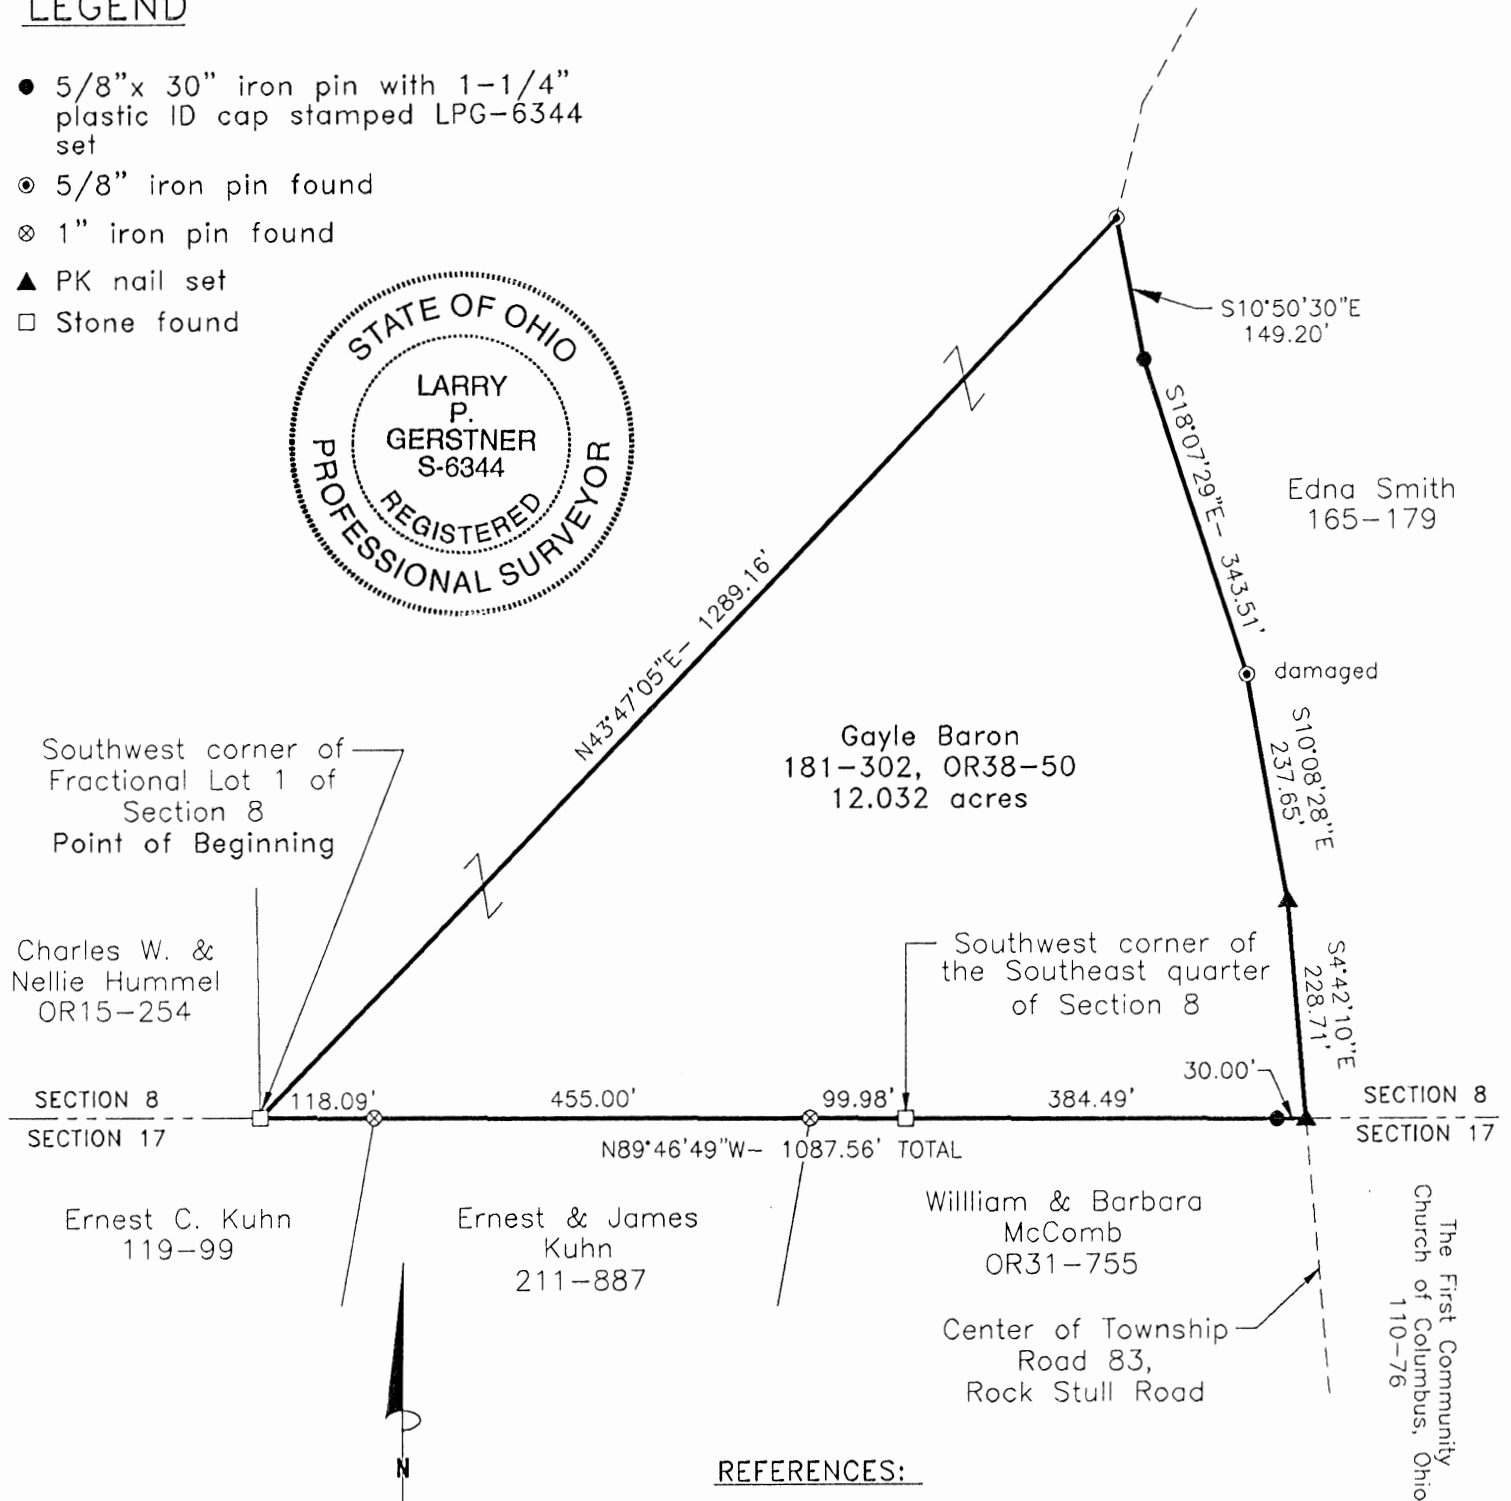 LEGEND
5/8"x 30" iron pin with 1-1/4"
plastic ID cap stamped LPG-6344
set
5/8" iron pin found
1" iron pin found
PK nail set
Stone found
STATE OF OHIO
LARRY
P.
GERSTNER
S-6344
REGISTERED
PROFESSIONAL SURVEYOR
S10°50'30"E
149.20'
S18°07'29"E- 343.51'
Edna Smith
165-179
N43°47'05"E- 1289.16'
damaged
Gayle Baron
181-302, OR38-50
12.032 acres
S10°08'28"E
237.65'
Southwest corner of
Fractional Lot 1 of
Section 8
Point of Beginning
Charles W. &
Nellie Hummel
OR15-254
Southwest corner of
the Southeast quarter
of Section 8
S4°42'10"E
228.71'
30.00'
SECTION 8
SECTION 17
118.09'
455.00'
99.98'
384.49'
SECTION 8
SECTION 17
N89°46'49"W- 1087.56' TOTAL
Ernest C. Kuhn
119-99
Ernest & James
Kuhn
211-887
Willliam & Barbara
McComb
OR31-755
Center of Township
Road 83,
Rock Stull Road
The First Community
Church of Columbus, Ohio
110-76
N
REFERENCES: